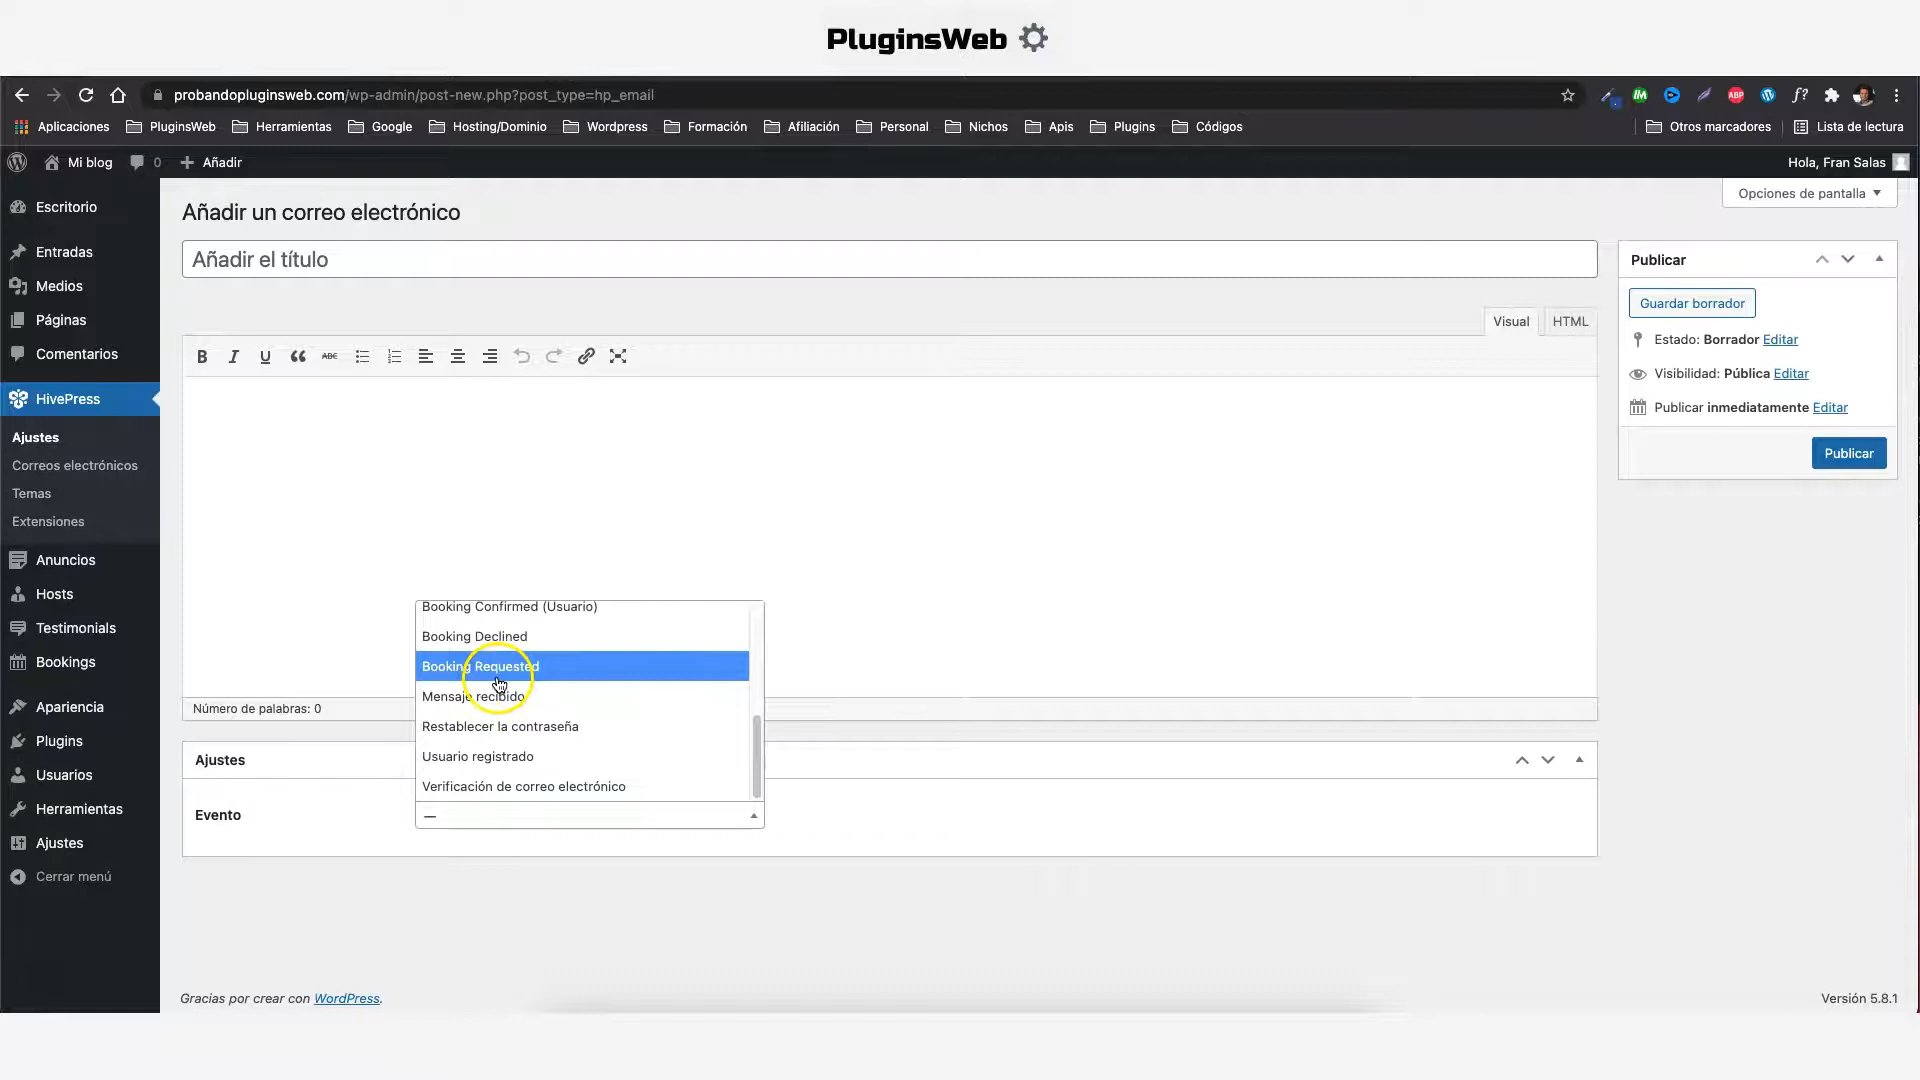 PluginsWeb
probandopluginsweb.com/wp-admin/post-new.php?post_type=hp_email
Aplicaciones PluginsWeb Herramientas Google Hosting/Dominio Wordpress Formación Afiliación Personal Nichos Apis Plugins Códigos Otros marcadores Lista de lectura
Mi blog 0 Añadir Hola, Fran Salas
Opciones de pantalla
Escritorio
Entradas
Medios
Páginas
Comentarios
HivePress
Ajustes
Correos electrónicos
Temas
Extensiones
Anuncios
Hosts
Testimonials
Bookings
Apariencia
Plugins
Usuarios
Herramientas
Ajustes
Cerrar menú
Añadir un correo electrónico
Añadir el título
Visual HTML
B I U ABC
Número de palabras: 0
Booking Confirmed (Usuario)
Booking Declined
Booking Requested
Mensaje recibido
Restablecer la contraseña
Usuario registrado
Verificación de correo electrónico
—
Ajustes
Evento
Publicar
Guardar borrador
Estado: Borrador Editar
Visibilidad: Pública Editar
Publicar inmediatamente Editar
Publicar
Gracias por crear con WordPress.
Versión 5.8.1